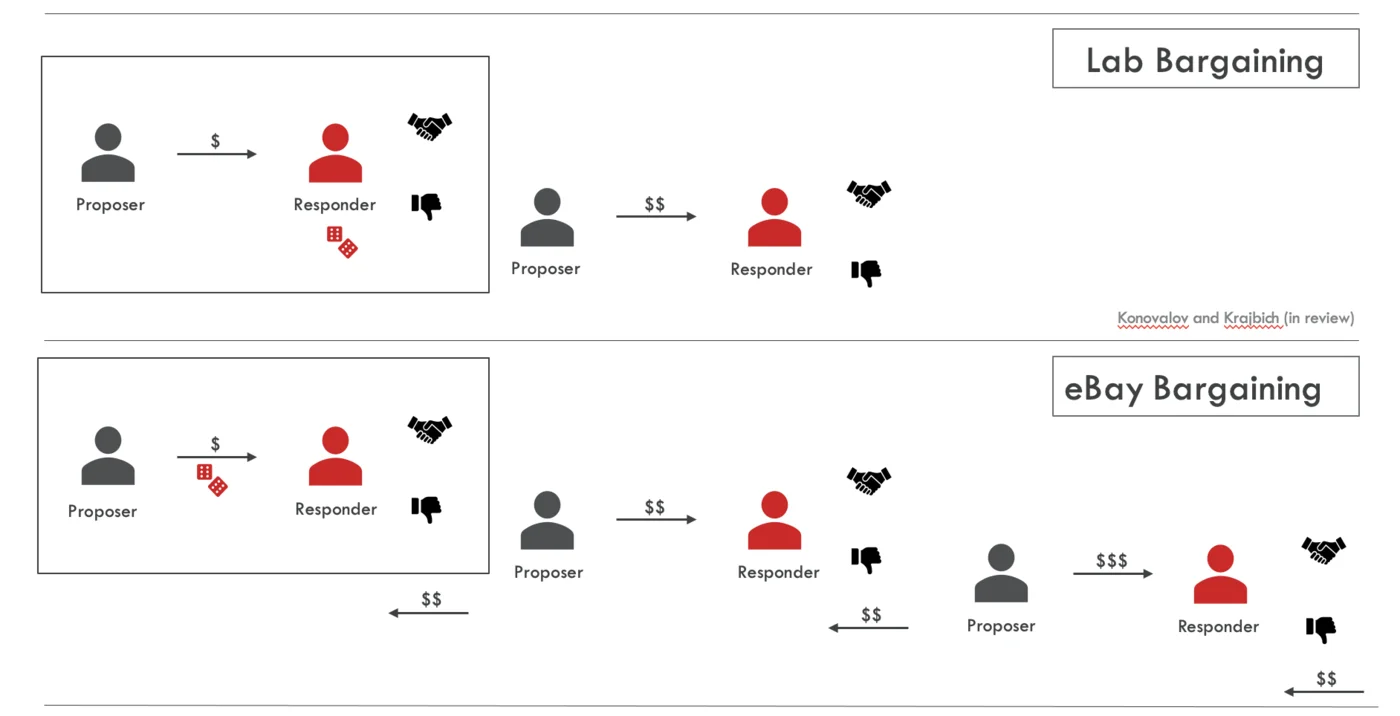 Lab Bargaining
$
Proposer
Responder
$$
Proposer
Responder
Konovalov and Krajbich (in review)
eBay Bargaining
$
Proposer
Responder
$$
$$
Proposer
Responder
$$
$$$
Proposer
Responder
$$